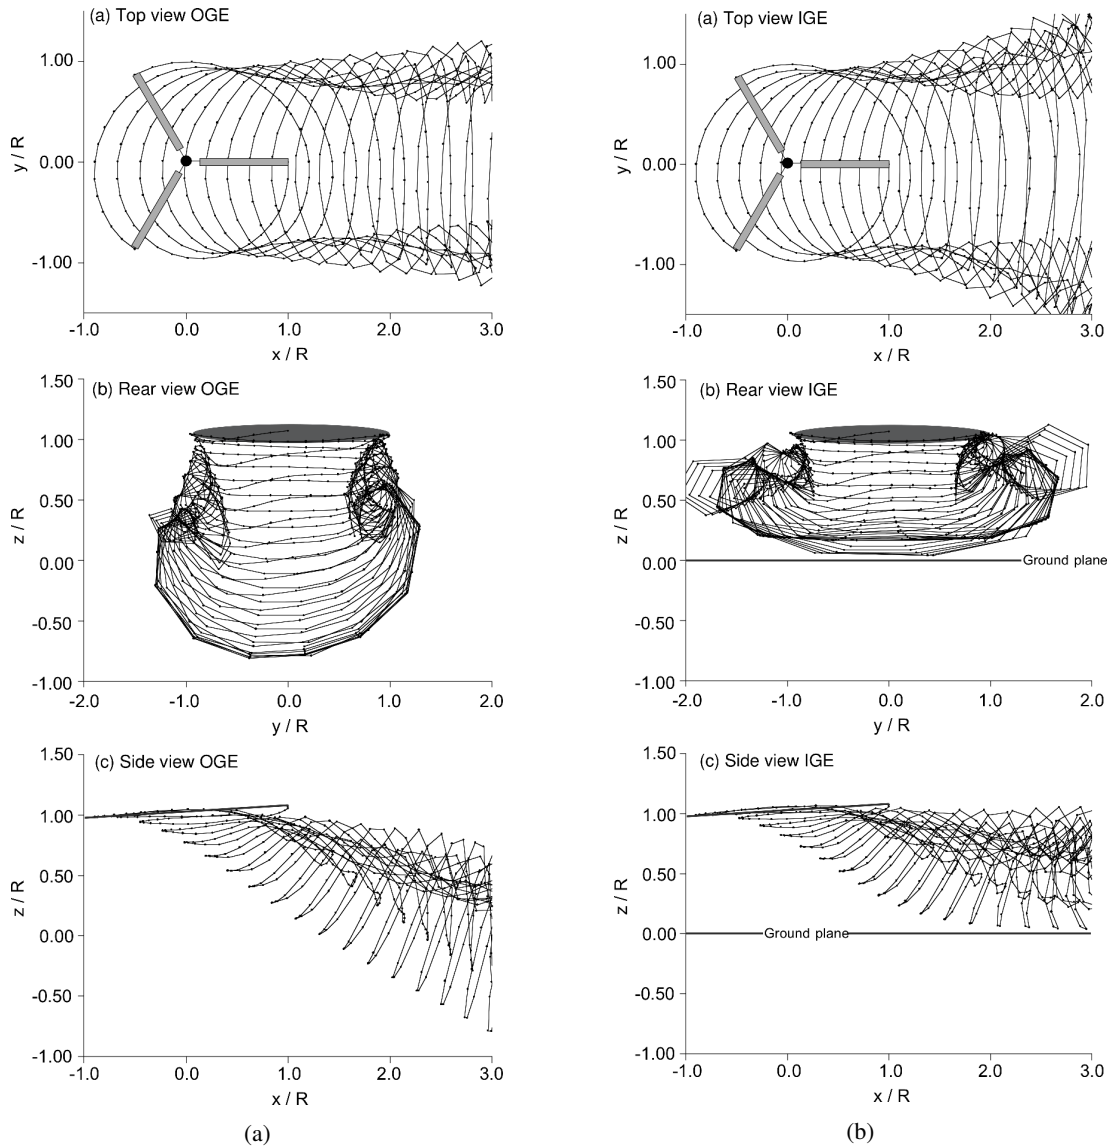 (a) Top view OGE
1.00
0.00
-1.00
y / R
-1.0 0.0 1.0 2.0 3.0
x / R
(b) Rear view OGE
1.50
1.00
0.50
0.00
-0.50
-1.00
z / R
-2.0 -1.0 0.0 1.0 2.0
y / R
(c) Side view OGE
1.50
1.00
0.50
0.00
-0.50
-1.00
z / R
-1.0 0.0 1.0 2.0 3.0
x / R
(a)
(a) Top view IGE
1.00
0.00
-1.00
y / R
-1.0 0.0 1.0 2.0 3.0
x / R
(b) Rear view IGE
1.50
1.00
0.50
0.00
-0.50
-1.00
z / R
Ground plane
-2.0 -1.0 0.0 1.0 2.0
y / R
(c) Side view IGE
1.50
1.00
0.50
0.00
-0.50
-1.00
z / R
Ground plane
-1.0 0.0 1.0 2.0 3.0
x / R
(b)